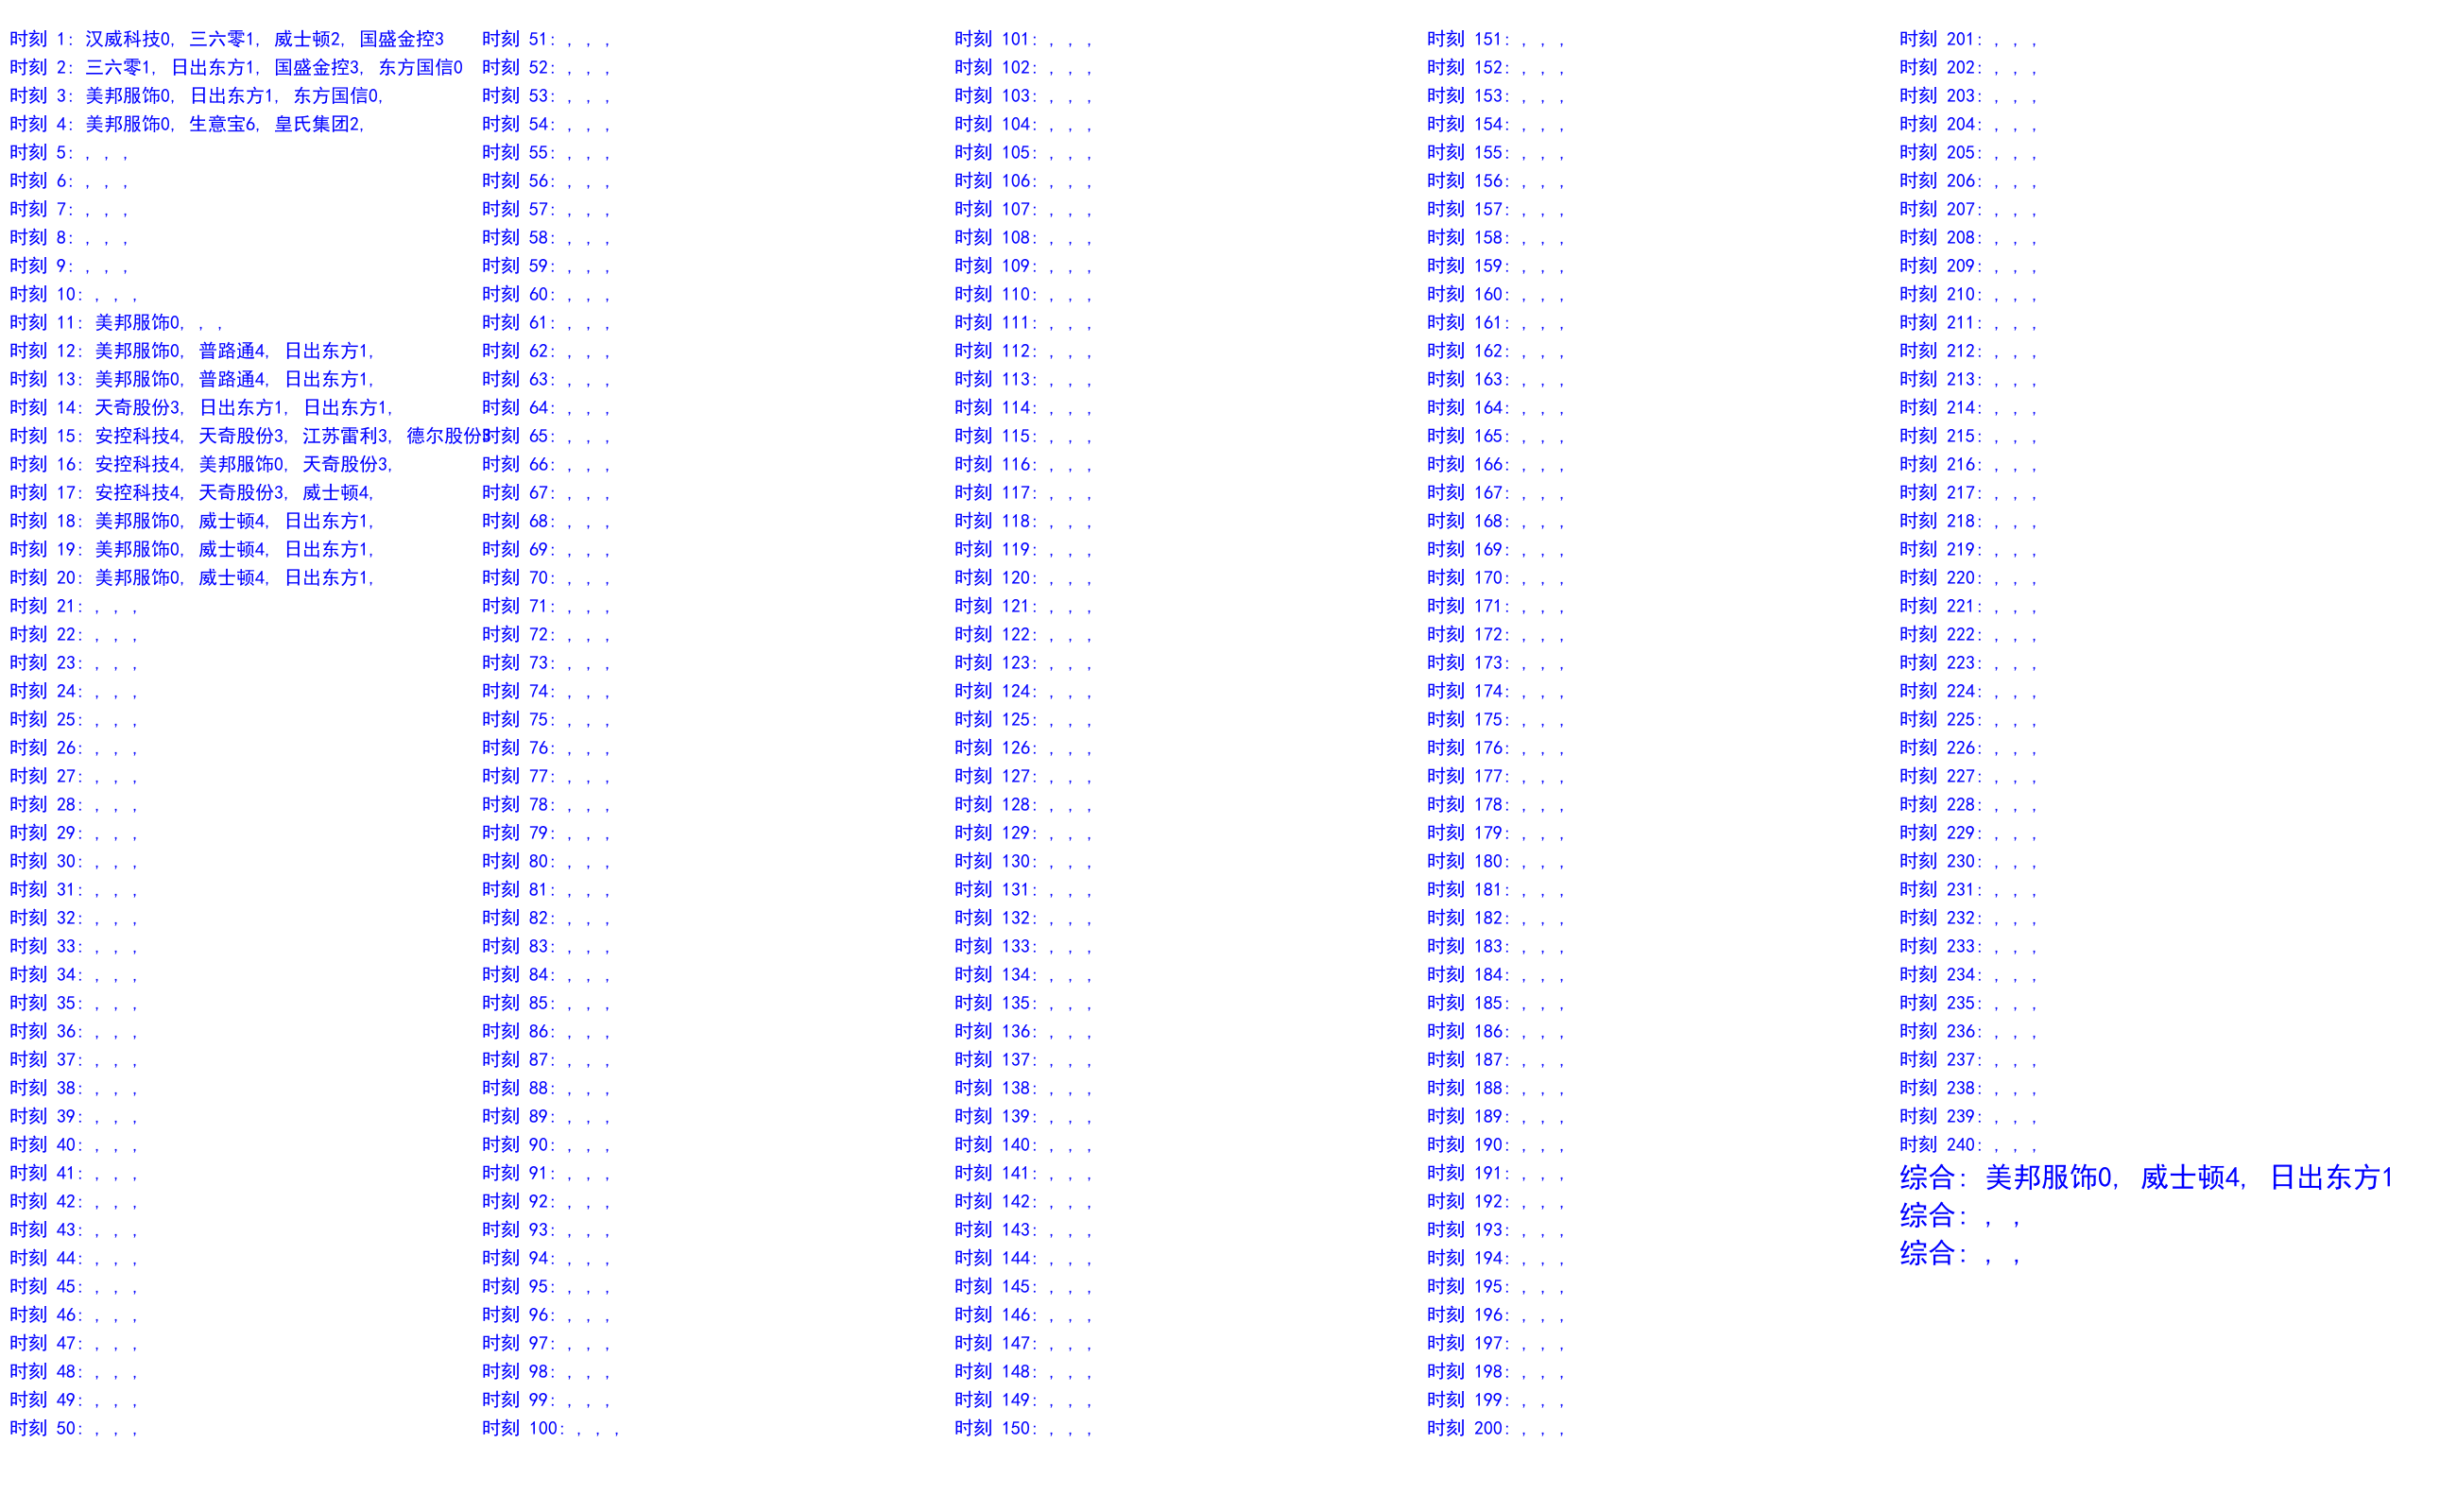 时刻 1: 汉威科技0, 三六零1, 威士顿2, 国盛金控3
时刻 2: 三六零1, 日出东方1, 国盛金控3, 东方国信0
时刻 3: 美邦服饰0, 日出东方1, 东方国信0,
时刻 4: 美邦服饰0, 生意宝6, 皇氏集团2,
时刻 5: , , ,
时刻 6: , , ,
时刻 7: , , ,
时刻 8: , , ,
时刻 9: , , ,
时刻 10: , , ,
时刻 11: 美邦服饰0, , ,
时刻 12: 美邦服饰0, 普路通4, 日出东方1,
时刻 13: 美邦服饰0, 普路通4, 日出东方1,
时刻 14: 天奇股份3, 日出东方1, 日出东方1,
时刻 15: 安控科技4, 天奇股份3, 江苏雷利3, 德尔股份
时刻 16: 安控科技4, 美邦服饰0, 天奇股份3,
时刻 17: 安控科技4, 天奇股份3, 威士顿4,
时刻 18: 美邦服饰0, 威士顿4, 日出东方1,
时刻 19: 美邦服饰0, 威士顿4, 日出东方1,
时刻 20: 美邦服饰0, 威士顿4, 日出东方1,
时刻 21: , , ,
时刻 22: , , ,
时刻 23: , , ,
时刻 24: , , ,
时刻 25: , , ,
时刻 26: , , ,
时刻 27: , , ,
时刻 28: , , ,
时刻 29: , , ,
时刻 30: , , ,
时刻 31: , , ,
时刻 32: , , ,
时刻 33: , , ,
时刻 34: , , ,
时刻 35: , , ,
时刻 36: , , ,
时刻 37: , , ,
时刻 38: , , ,
时刻 39: , , ,
时刻 40: , , ,
时刻 41: , , ,
时刻 42: , , ,
时刻 43: , , ,
时刻 44: , , ,
时刻 45: , , ,
时刻 46: , , ,
时刻 47: , , ,
时刻 48: , , ,
时刻 49: , , ,
时刻 50: , , ,
时刻 51: , , ,
时刻 52: , , ,
时刻 53: , , ,
时刻 54: , , ,
时刻 55: , , ,
时刻 56: , , ,
时刻 57: , , ,
时刻 58: , , ,
时刻 59: , , ,
时刻 60: , , ,
时刻 61: , , ,
时刻 62: , , ,
时刻 63: , , ,
时刻 64: , , ,
时刻 65: , , ,
时刻 66: , , ,
时刻 67: , , ,
时刻 68: , , ,
时刻 69: , , ,
时刻 70: , , ,
时刻 71: , , ,
时刻 72: , , ,
时刻 73: , , ,
时刻 74: , , ,
时刻 75: , , ,
时刻 76: , , ,
时刻 77: , , ,
时刻 78: , , ,
时刻 79: , , ,
时刻 80: , , ,
时刻 81: , , ,
时刻 82: , , ,
时刻 83: , , ,
时刻 84: , , ,
时刻 85: , , ,
时刻 86: , , ,
时刻 87: , , ,
时刻 88: , , ,
时刻 89: , , ,
时刻 90: , , ,
时刻 91: , , ,
时刻 92: , , ,
时刻 93: , , ,
时刻 94: , , ,
时刻 95: , , ,
时刻 96: , , ,
时刻 97: , , ,
时刻 98: , , ,
时刻 99: , , ,
时刻 100: , , ,
时刻 101: , , ,
时刻 102: , , ,
时刻 103: , , ,
时刻 104: , , ,
时刻 105: , , ,
时刻 106: , , ,
时刻 107: , , ,
时刻 108: , , ,
时刻 109: , , ,
时刻 110: , , ,
时刻 111: , , ,
时刻 112: , , ,
时刻 113: , , ,
时刻 114: , , ,
时刻 115: , , ,
时刻 116: , , ,
时刻 117: , , ,
时刻 118: , , ,
时刻 119: , , ,
时刻 120: , , ,
时刻 121: , , ,
时刻 122: , , ,
时刻 123: , , ,
时刻 124: , , ,
时刻 125: , , ,
时刻 126: , , ,
时刻 127: , , ,
时刻 128: , , ,
时刻 129: , , ,
时刻 130: , , ,
时刻 131: , , ,
时刻 132: , , ,
时刻 133: , , ,
时刻 134: , , ,
时刻 135: , , ,
时刻 136: , , ,
时刻 137: , , ,
时刻 138: , , ,
时刻 139: , , ,
时刻 140: , , ,
时刻 141: , , ,
时刻 142: , , ,
时刻 143: , , ,
时刻 144: , , ,
时刻 145: , , ,
时刻 146: , , ,
时刻 147: , , ,
时刻 148: , , ,
时刻 149: , , ,
时刻 150: , , ,
时刻 151: , , ,
时刻 152: , , ,
时刻 153: , , ,
时刻 154: , , ,
时刻 155: , , ,
时刻 156: , , ,
时刻 157: , , ,
时刻 158: , , ,
时刻 159: , , ,
时刻 160: , , ,
时刻 161: , , ,
时刻 162: , , ,
时刻 163: , , ,
时刻 164: , , ,
时刻 165: , , ,
时刻 166: , , ,
时刻 167: , , ,
时刻 168: , , ,
时刻 169: , , ,
时刻 170: , , ,
时刻 171: , , ,
时刻 172: , , ,
时刻 173: , , ,
时刻 174: , , ,
时刻 175: , , ,
时刻 176: , , ,
时刻 177: , , ,
时刻 178: , , ,
时刻 179: , , ,
时刻 180: , , ,
时刻 181: , , ,
时刻 182: , , ,
时刻 183: , , ,
时刻 184: , , ,
时刻 185: , , ,
时刻 186: , , ,
时刻 187: , , ,
时刻 188: , , ,
时刻 189: , , ,
时刻 190: , , ,
时刻 191: , , ,
时刻 192: , , ,
时刻 193: , , ,
时刻 194: , , ,
时刻 195: , , ,
时刻 196: , , ,
时刻 197: , , ,
时刻 198: , , ,
时刻 199: , , ,
时刻 200: , , ,
时刻 201: , , ,
时刻 202: , , ,
时刻 203: , , ,
时刻 204: , , ,
时刻 205: , , ,
时刻 206: , , ,
时刻 207: , , ,
时刻 208: , , ,
时刻 209: , , ,
时刻 210: , , ,
时刻 211: , , ,
时刻 212: , , ,
时刻 213: , , ,
时刻 214: , , ,
时刻 215: , , ,
时刻 216: , , ,
时刻 217: , , ,
时刻 218: , , ,
时刻 219: , , ,
时刻 220: , , ,
时刻 221: , , ,
时刻 222: , , ,
时刻 223: , , ,
时刻 224: , , ,
时刻 225: , , ,
时刻 226: , , ,
时刻 227: , , ,
时刻 228: , , ,
时刻 229: , , ,
时刻 230: , , ,
时刻 231: , , ,
时刻 232: , , ,
时刻 233: , , ,
时刻 234: , , ,
时刻 235: , , ,
时刻 236: , , ,
时刻 237: , , ,
时刻 238: , , ,
时刻 239: , , ,
时刻 240: , , ,
综合: 美邦服饰0, 威士顿4, 日出东方1
综合: , ,
综合: , ,